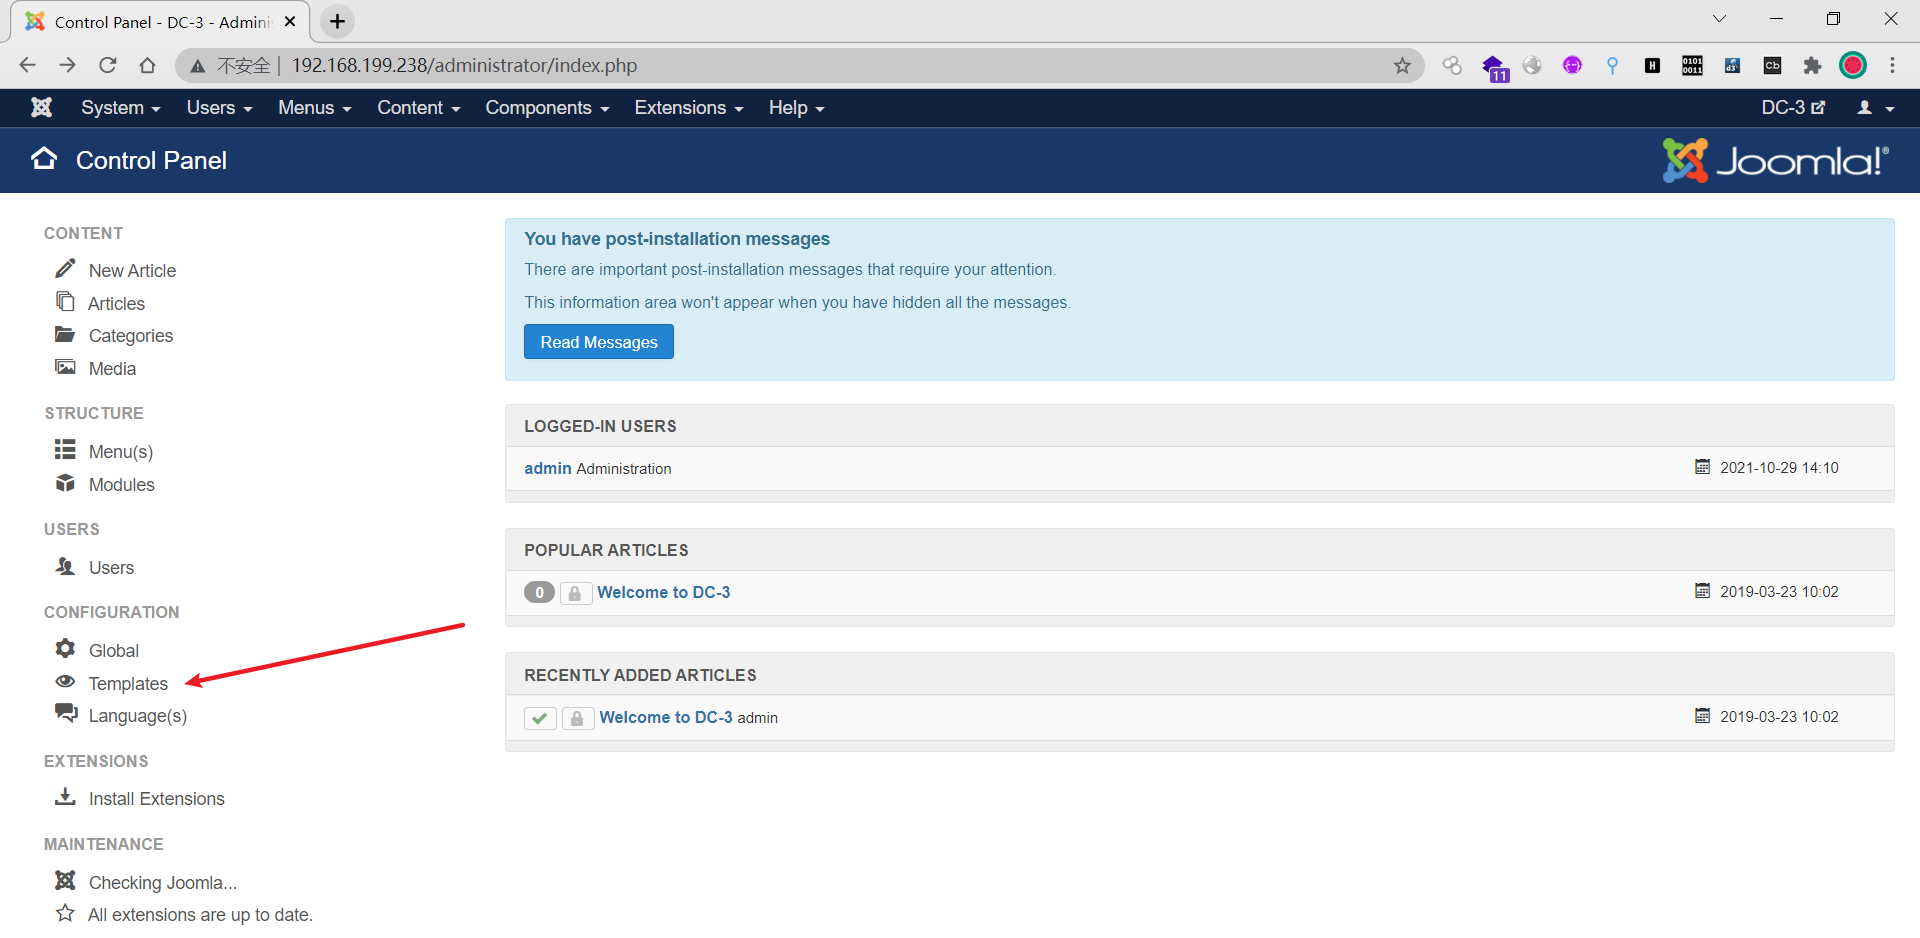 Control Panel - DC-3 - Admini
不安全 | 192.168.199.238/administrator/index.php
11
H
0101
0011
d3
Cb
System Users Menus Content Components Extensions Help DC-3
Control Panel
Joomla!®
CONTENT
New Article
Articles
Categories
Media
STRUCTURE
Menu(s)
Modules
USERS
Users
CONFIGURATION
Global
Templates
Language(s)
EXTENSIONS
Install Extensions
MAINTENANCE
Checking Joomla...
All extensions are up to date.
You have post-installation messages
There are important post-installation messages that require your attention.
This information area won't appear when you have hidden all the messages.
Read Messages
LOGGED-IN USERS
admin Administration 2021-10-29 14:10
POPULAR ARTICLES
0 Welcome to DC-3 2019-03-23 10:02
RECENTLY ADDED ARTICLES
Welcome to DC-3 admin 2019-03-23 10:02